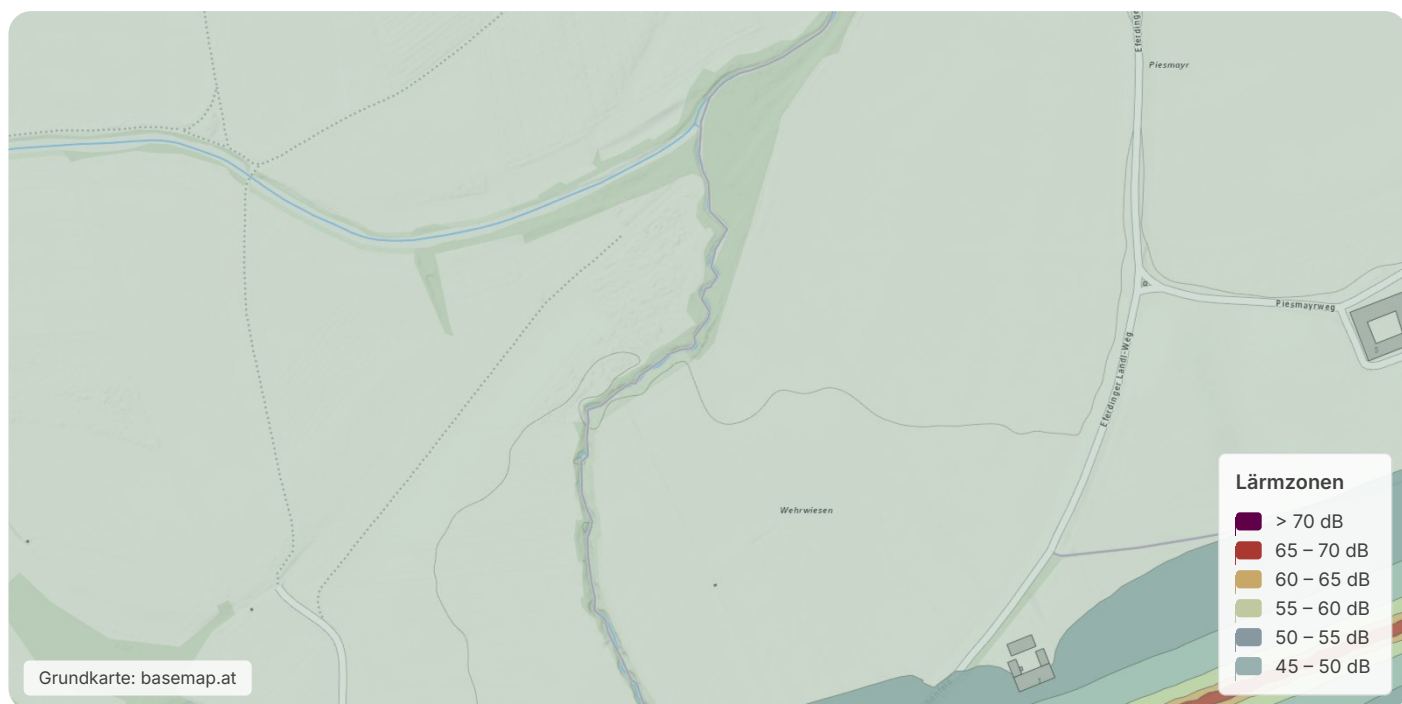 Eferdinge
Piesmayr
Piesmayrweg
Eferdinger Landl-Weg
Wehrwiesen
Lärmzonen
> 70 dB
65 – 70 dB
60 – 65 dB
55 – 60 dB
50 – 55 dB
45 – 50 dB
Grundkarte: basemap.at